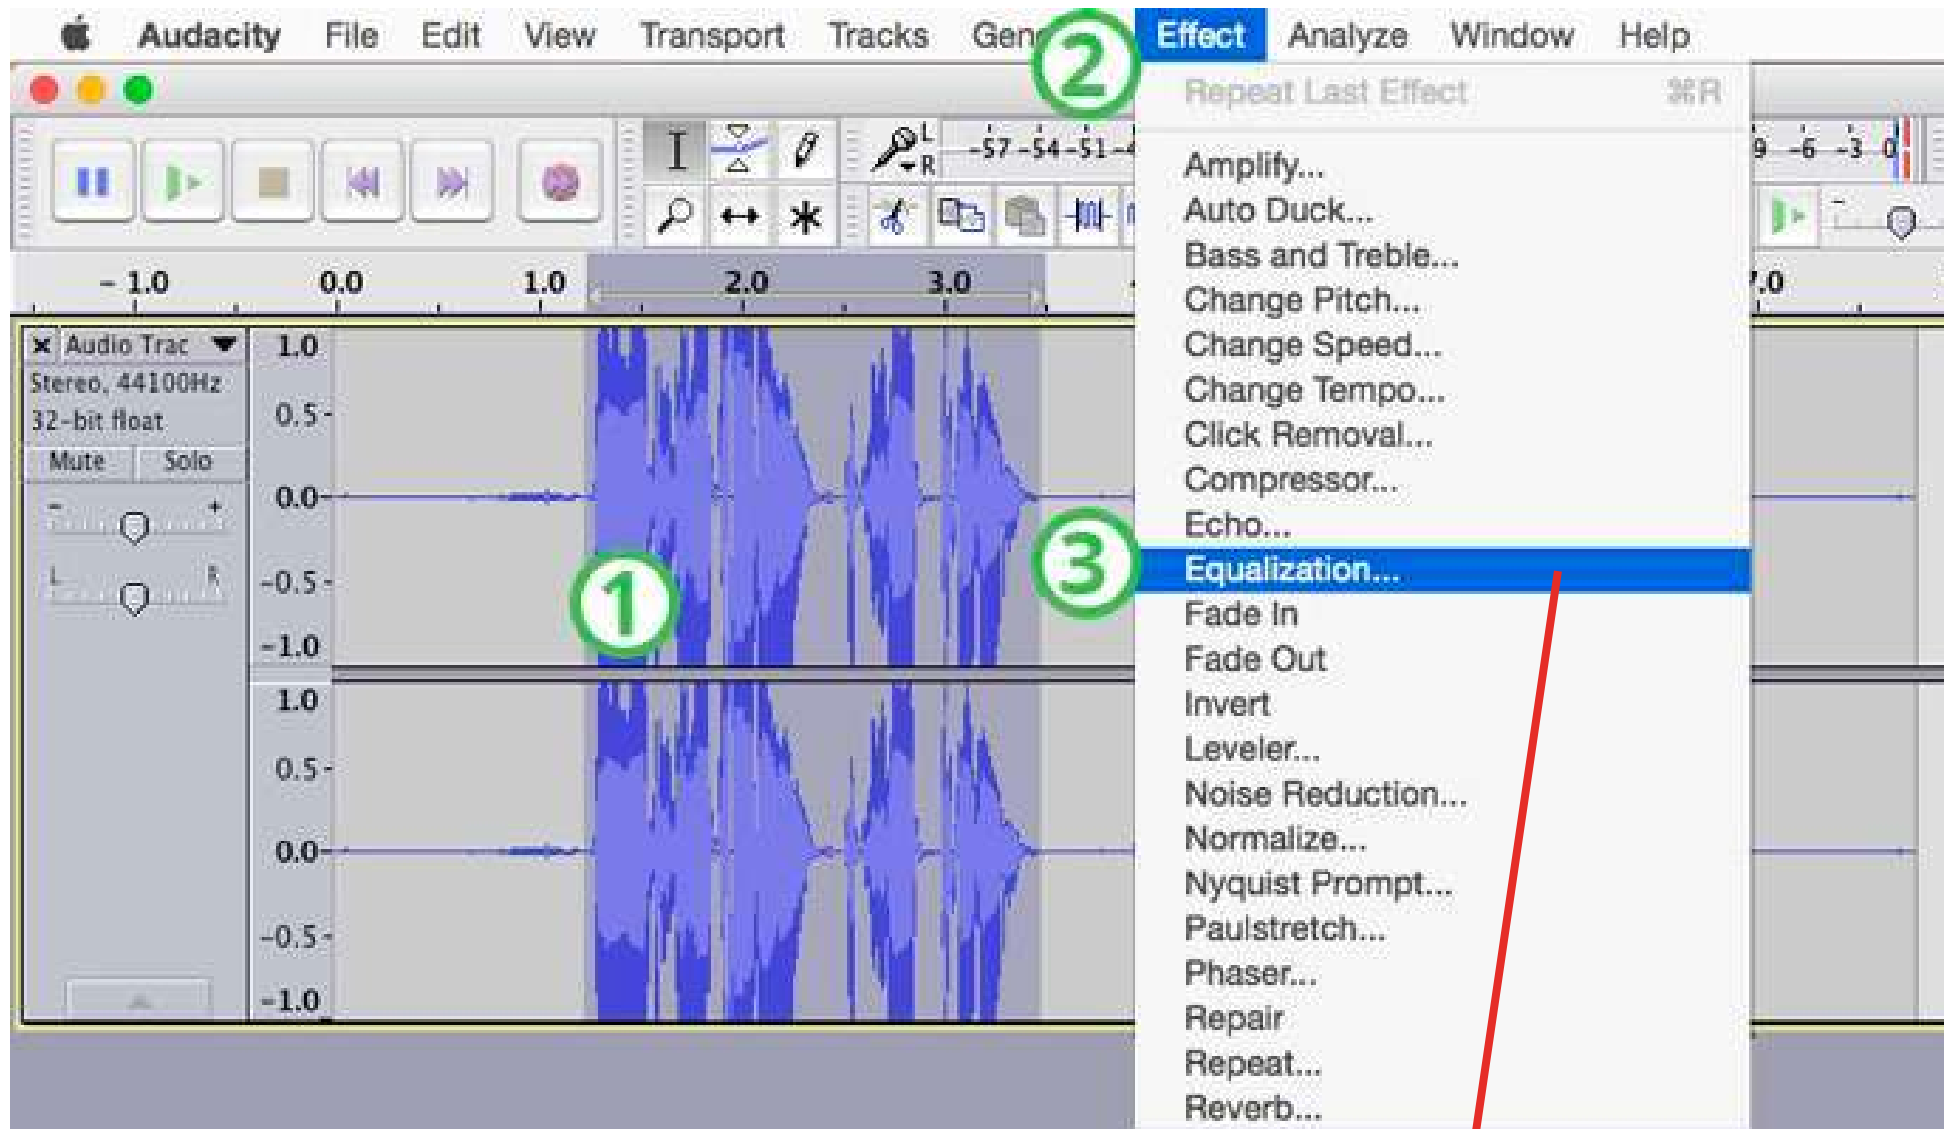 Audacity File Edit View Transport Tracks Gen Effect Analyze Window Help
2
Repeat Last Effect ⌘R
L
R
-57 -54 -51 -4
9 -6 -3 0
- 1.0 0.0 1.0 2.0 3.0 7.0
Audio Trac
Stereo, 44100Hz
32-bit float
Mute Solo
- +
L R
1.0
0.5
0.0
-0.5
-1.0
1.0
0.5
0.0
-0.5
-1.0
1
Amplify...
Auto Duck...
Bass and Treble...
Change Pitch...
Change Speed...
Change Tempo...
Click Removal...
Compressor...
Echo...
3
Equalization...
Fade In
Fade Out
Invert
Leveler...
Noise Reduction...
Normalize...
Nyquist Prompt...
Paulstretch...
Phaser...
Repair
Repeat...
Reverb...